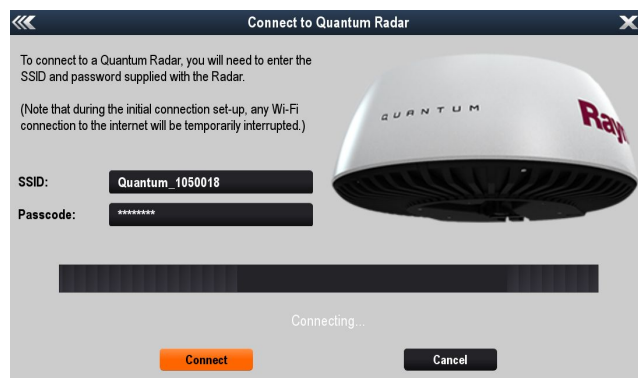 Connect to Quantum Radar
To connect to a Quantum Radar, you will need to enter the
SSID and password supplied with the Radar.
(Note that during the initial connection set-up, any Wi-Fi
connection to the internet will be temporarily interrupted.)
QUANTUM
Ray
SSID:
Quantum_1050018
Passcode:
********
Connecting...
Connect
Cancel